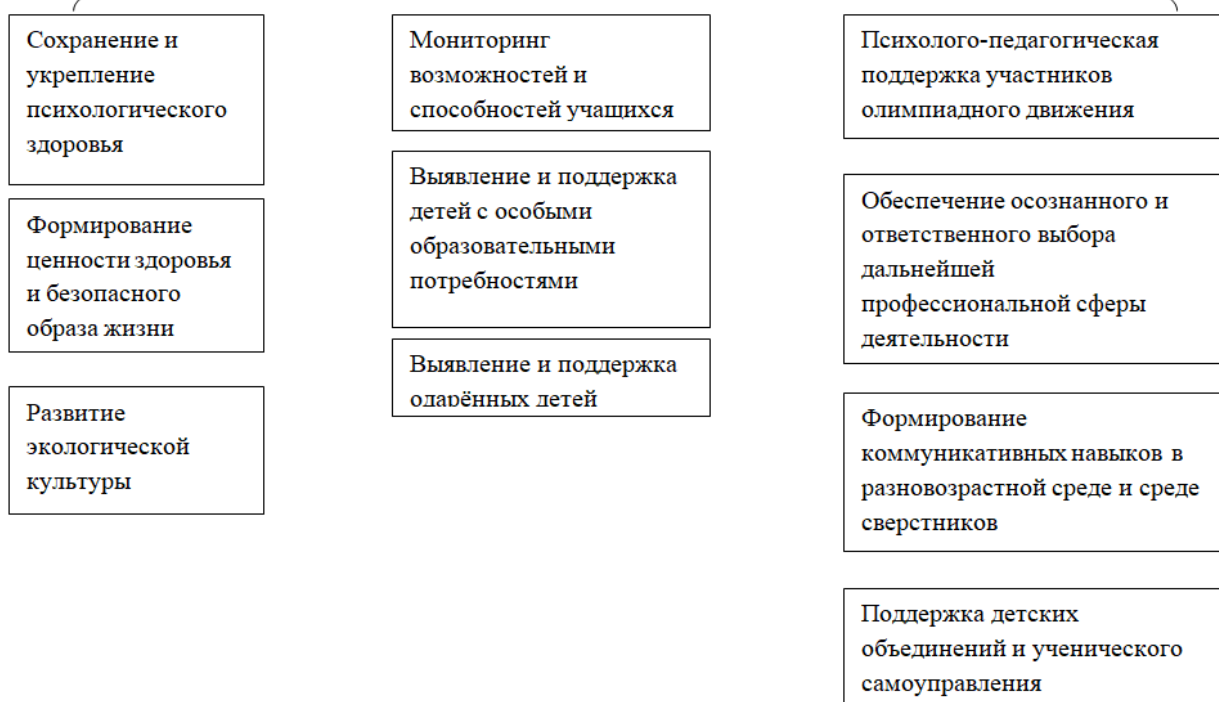 Сохранение и
укрепление
психологического
здоровья
Формирование
ценности здоровья
и безопасного
образа жизни
Развитие
экологической
культуры
Мониторинг
возможностей и
способностей учащихся
Выявление и поддержка
детей с особыми
образовательными
потребностями
Выявление и поддержка
одарённых детей
Психолого-педагогическая
поддержка участников
олимпиадного движения
Обеспечение осознанного и
ответственного выбора
дальнейшей
профессиональной сферы
деятельности
Формирование
коммуникативных навыков в
разновозрастной среде и среде
сверстников
Поддержка детских
объединений и ученического
самоуправления